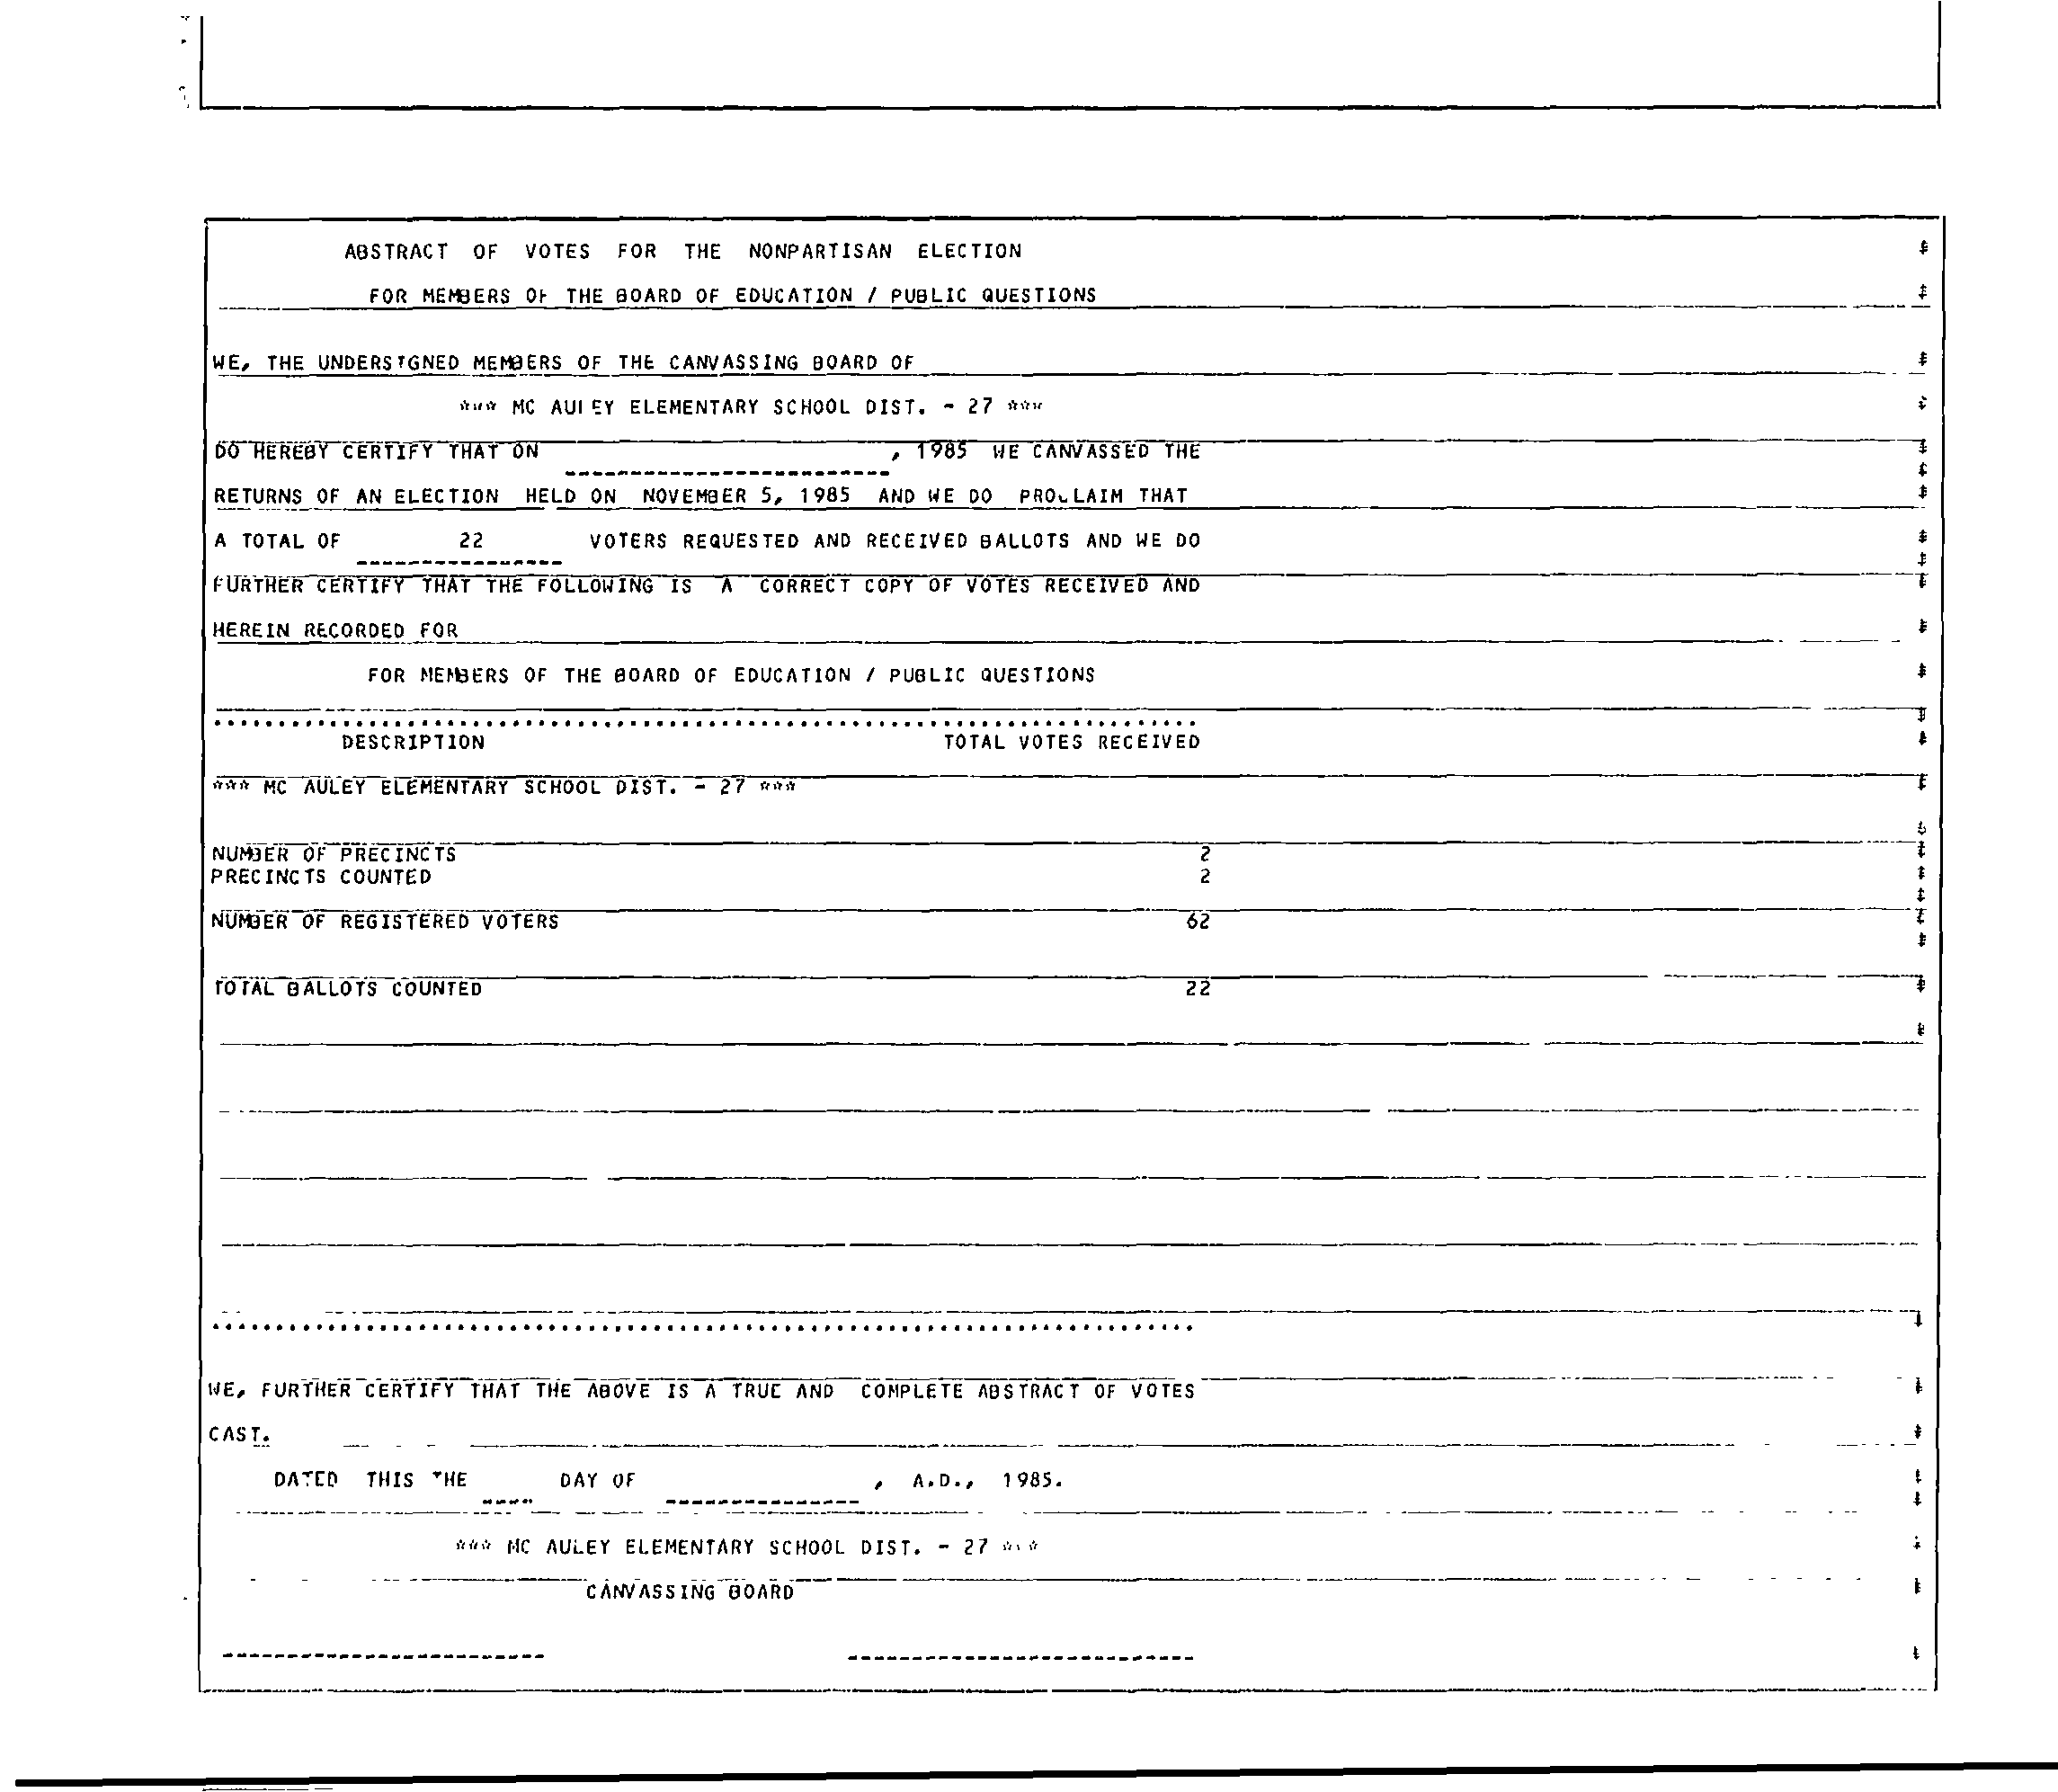 ABSTRACT OF VOTES FOR THE NONPARTISAN ELECTION
FOR MEMBERS OF THE BOARD OF EDUCATION / PUBLIC QUESTIONS
WE, THE UNDERSIGNED MEMBERS OF THE CANVASSING BOARD OF
*** MC AULEY ELEMENTARY SCHOOL DIST. - 27 ***
DO HEREBY CERTIFY THAT ON , 1985 WE CANVASSED THE
RETURNS OF AN ELECTION HELD ON NOVEMBER 5, 1985 AND WE DO PROCLAIM THAT
A TOTAL OF 22 VOTERS REQUESTED AND RECEIVED BALLOTS AND WE DO
FURTHER CERTIFY THAT THE FOLLOWING IS A CORRECT COPY OF VOTES RECEIVED AND
HEREIN RECORDED FOR
FOR MEMBERS OF THE BOARD OF EDUCATION / PUBLIC QUESTIONS
DESCRIPTION TOTAL VOTES RECEIVED
*** MC AULEY ELEMENTARY SCHOOL DIST. - 27 ***
NUMBER OF PRECINCTS 2
PRECINCTS COUNTED 2
NUMBER OF REGISTERED VOTERS 62
TOTAL BALLOTS COUNTED 22
WE, FURTHER CERTIFY THAT THE ABOVE IS A TRUE AND COMPLETE ABSTRACT OF VOTES
CAST.
DATED THIS THE DAY OF , A.D., 1985.
*** MC AULEY ELEMENTARY SCHOOL DIST. - 27 ***
CANVASSING BOARD